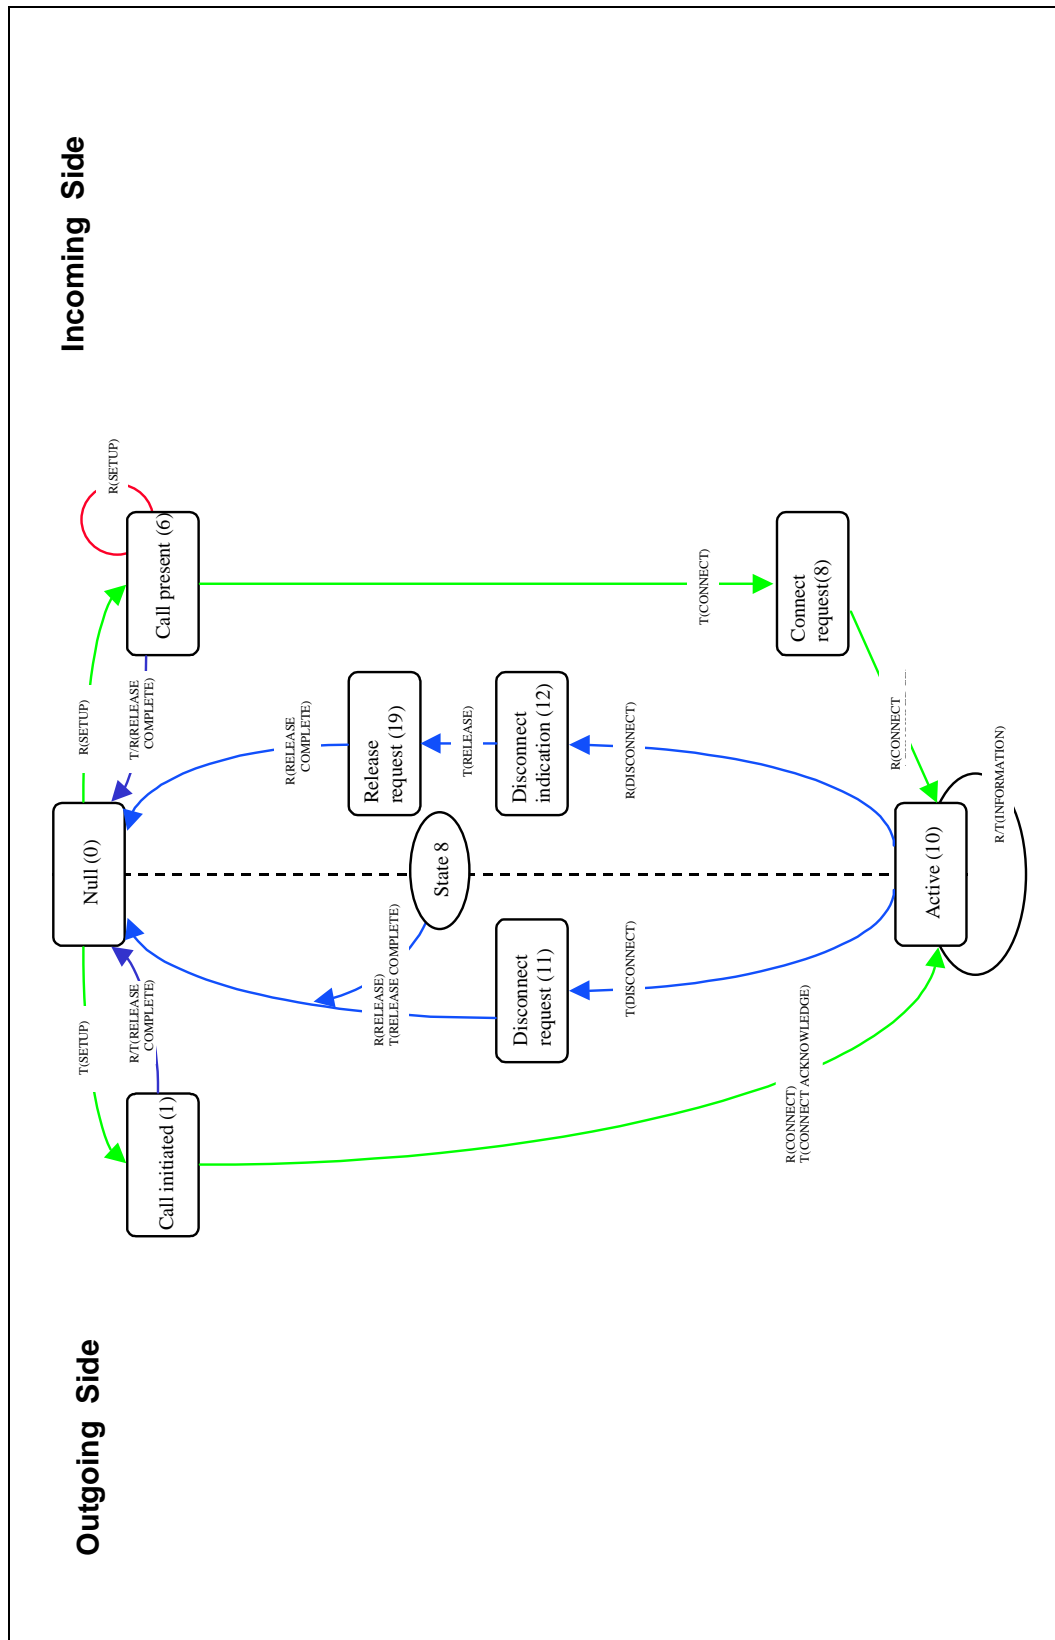 Outgoing Side
Incoming Side
Null (0)
T(SETUP)
R(SETUP)
R(SETUP)
Call initiated (1)
Call present (6)
R/T(RELEASE
COMPLETE)
T/R(RELEASE
COMPLETE)
R(RELEASE
COMPLETE)
Release
request (19)
R(RELEASE)
T(RELEASE COMPLETE)
State 8
T(RELEASE)
Disconnect
request (11)
Disconnect
indication (12)
T(DISCONNECT)
R(DISCONNECT)
T(CONNECT)
Connect
request(8)
R(CONNECT)
T(CONNECT ACKNOWLEDGE)
R(CONNECT
Active (10)
R/T(INFORMATION)